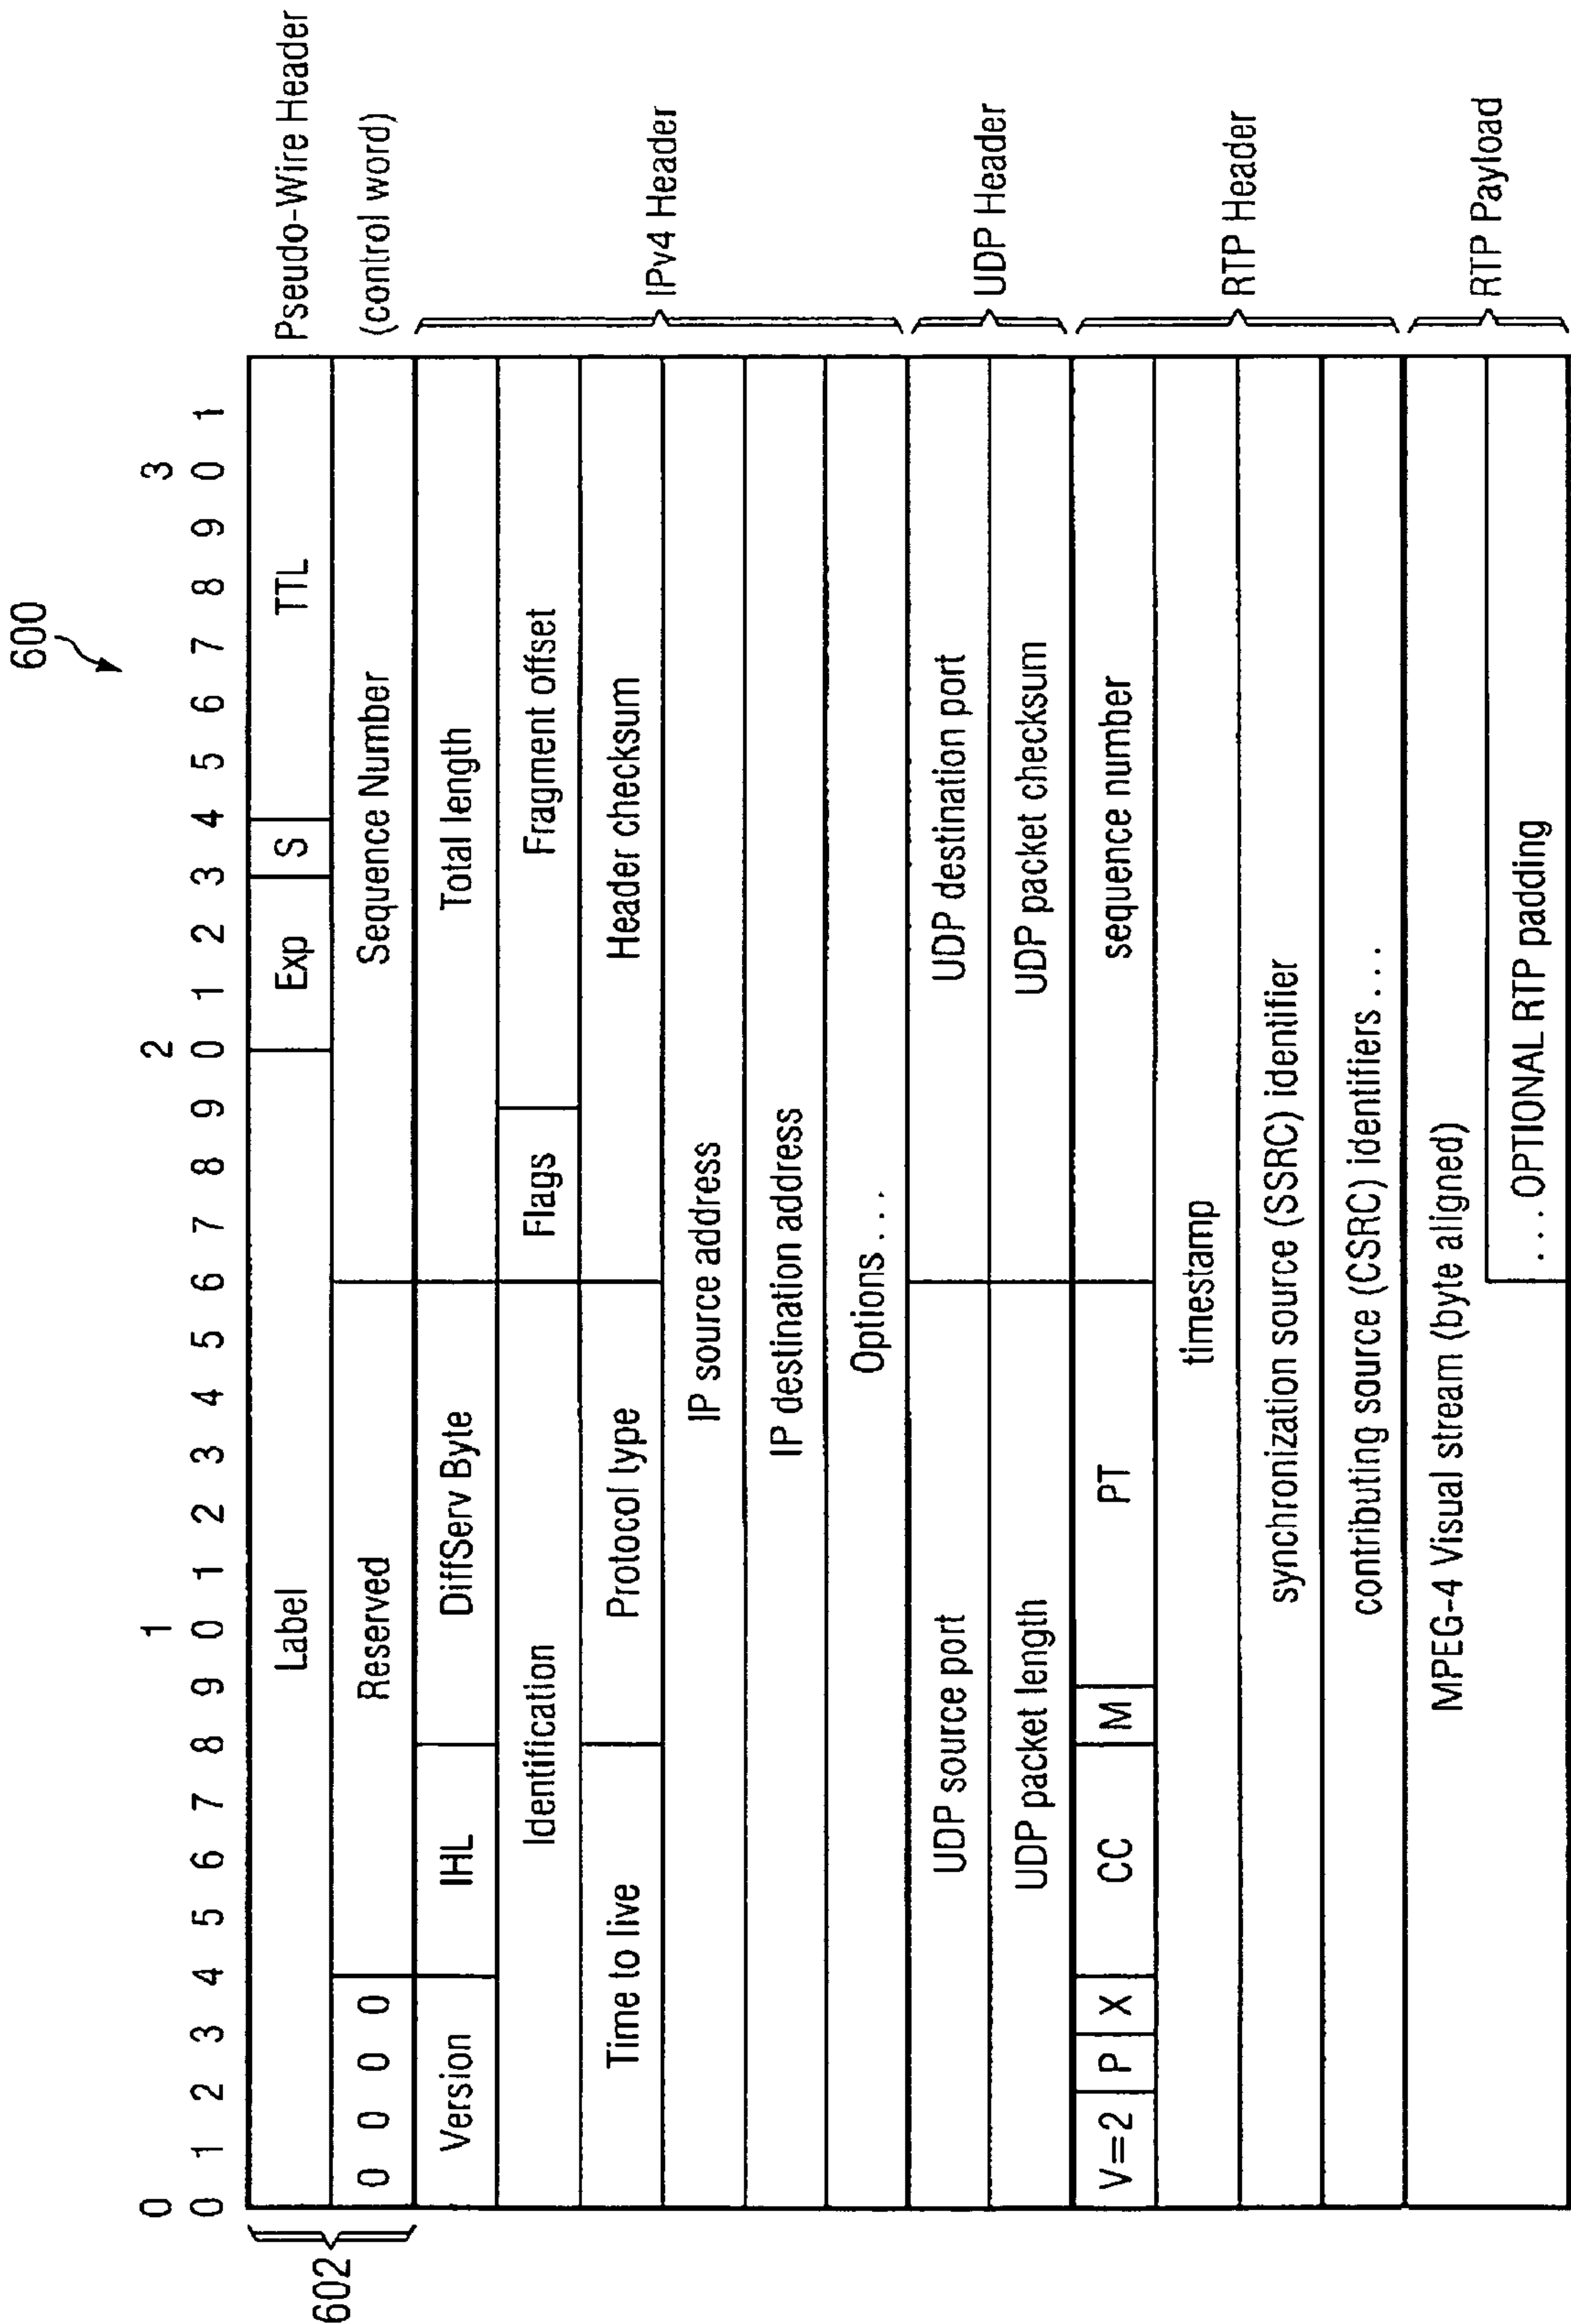 600
0 1 2 3
0 1 2 3 4 5 6 7 8 9 0 1 2 3 4 5 6 7 8 9 0 1 2 3 4 5 6 7 8 9 0 1
602
Label Exp S TTL Pseudo-Wire Header
0 0 0 0 Reserved Sequence Number (control word)
Version IHL DiffServ Byte Total length
Identification Flags Fragment offset
Time to live Protocol type Header checksum
IPv4 Header
IP source address
IP destination address
Options....
UDP source port UDP destination port
UDP Header
UDP packet length UDP packet checksum
V=2 P X CC M PT sequence number
timestamp
RTP Header
synchronization source (SSRC) identifier
contributing source (CSRC) identifiers...
MPEG-4 Visual stream (byte aligned)
RTP Payload
...OPTIONAL RTP padding